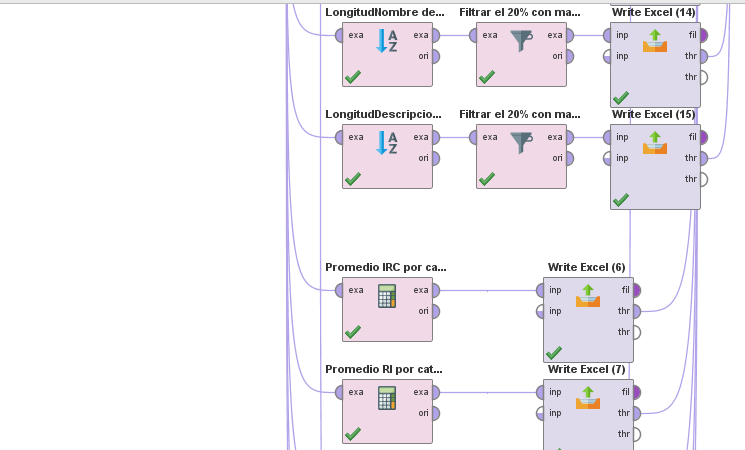 LongitudNombre de... Filtrar el 20% con ma... Write Excel (14)
exa exa exa exa inp fil
ori ori inp thr
thr
LongitudDescripcio... Filtrar el 20% con ma... Write Excel (15)
exa exa exa exa inp fil
ori ori inp thr
thr
Promedio IRC por ca... Write Excel (6)
exa exa inp fil
ori inp thr
thr
Promedio RI por cat... Write Excel (7)
exa exa inp fil
ori inp thr
thr